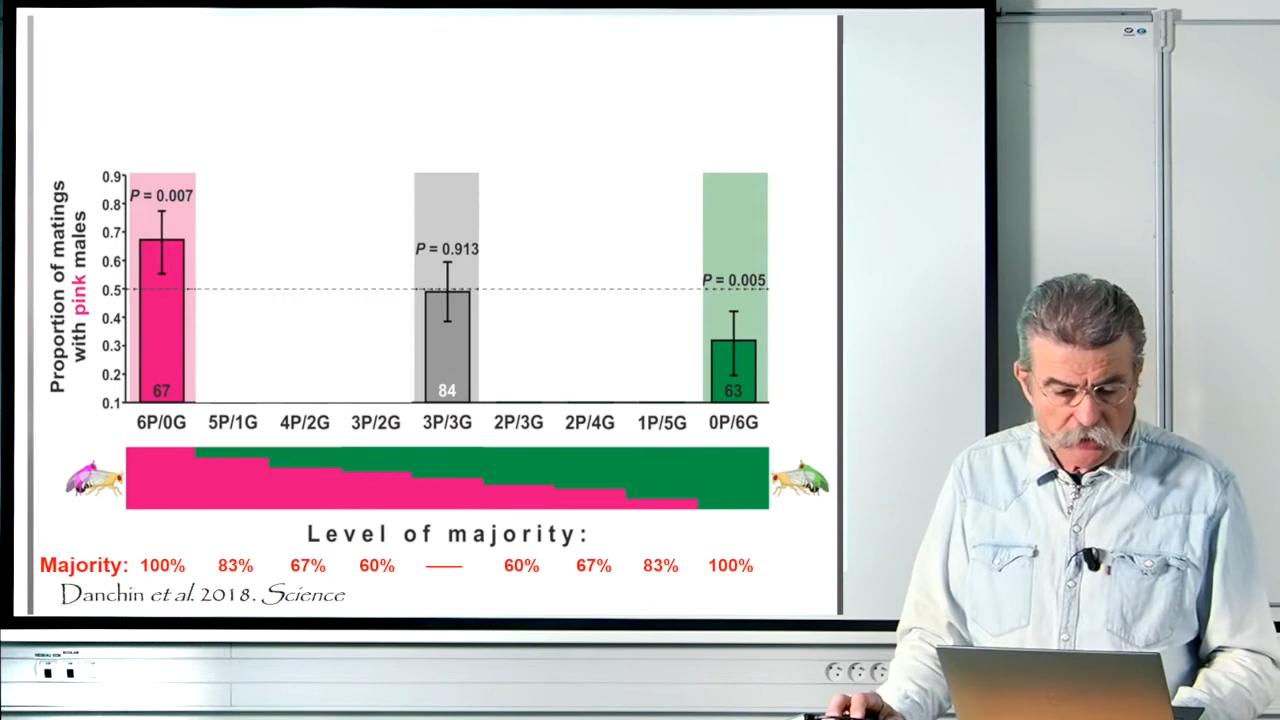 Proportion of matings
with pink males
0.9
0.8
0.7
0.6
0.5
0.4
0.3
0.2
0.1
P = 0.007
P = 0.913
P = 0.005
67
84
63
6P/0G 5P/1G 4P/2G 3P/2G 3P/3G 2P/3G 2P/4G 1P/5G 0P/6G
Level of majority:
Majority: 100% 83% 67% 60% —— 60% 67% 83% 100%
Danchin et al. 2018. Science